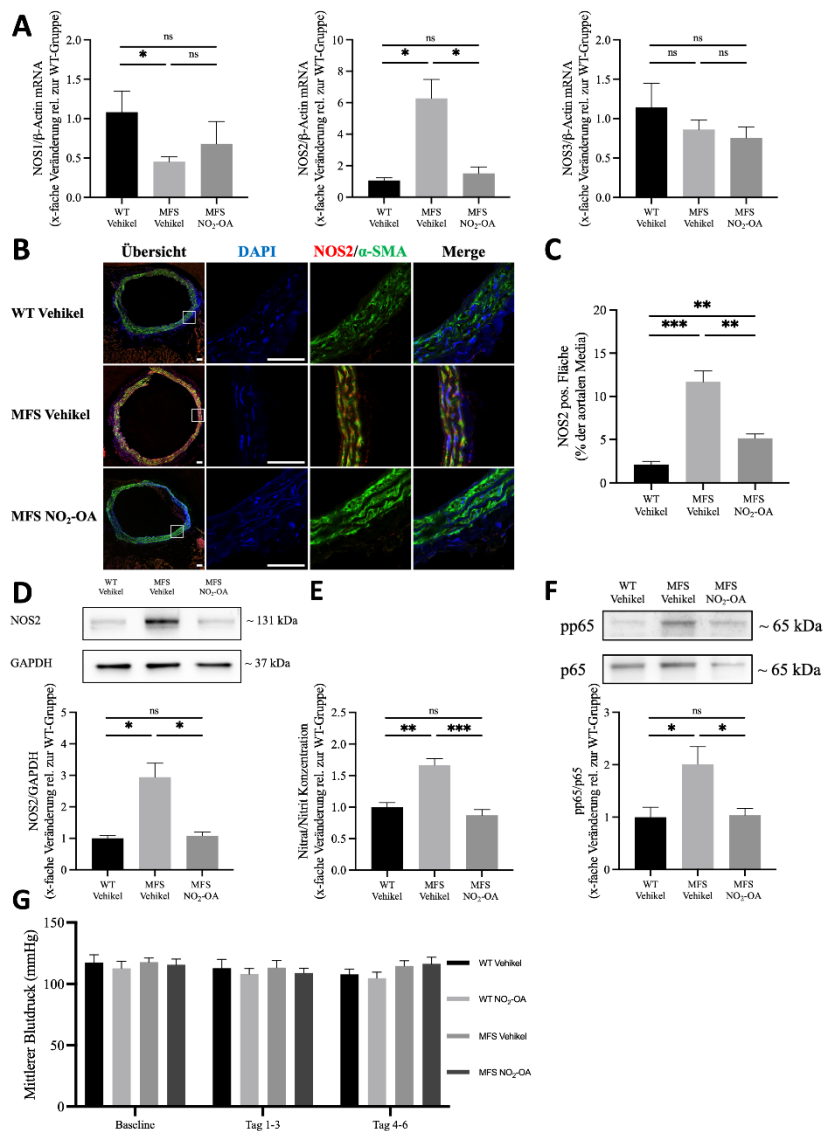 A
NOS1/β-Actin mRNA
(x-fache Veränderung rel. zur WT-Gruppe)
2.0
1.5
1.0
0.5
0.0
ns
*
ns
WT
Vehikel
MFS
Vehikel
MFS
NO₂-OA
NOS2/β-Actin mRNA
(x-fache Veränderung rel. zur WT-Gruppe)
10
8
6
4
2
0
ns
*
*
WT
Vehikel
MFS
Vehikel
MFS
NO₂-OA
NOS3/β-Actin mRNA
(x-fache Veränderung rel. zur WT-Gruppe)
2.0
1.5
1.0
0.5
0.0
ns
ns
ns
WT
Vehikel
MFS
Vehikel
MFS
NO₂-OA
B
Übersicht
DAPI
NOS2/α-SMA
Merge
WT Vehikel
MFS Vehikel
MFS NO₂-OA
C
NOS2 pos. Fläche
(% der aortalen Media)
20
15
10
5
0
**
***
**
WT
Vehikel
MFS
Vehikel
MFS
NO₂-OA
D
WT
Vehikel
MFS
Vehikel
MFS
NO₂-OA
NOS2
~ 131 kDa
GAPDH
~ 37 kDa
NOS2/GAPDH
(x-fache Veränderung rel. zur WT-Gruppe)
5
4
3
2
1
0
ns
*
*
WT
Vehikel
MFS
Vehikel
MFS
NO₂-OA
E
Nitrat/Nitrit Konzentration
(x-fache Veränderung rel. zur WT-Gruppe)
2.5
2.0
1.5
1.0
0.5
0.0
ns
**
***
WT
Vehikel
MFS
Vehikel
MFS
NO₂-OA
F
WT
Vehikel
MFS
Vehikel
MFS
NO₂-OA
pp65
~ 65 kDa
p65
~ 65 kDa
pp65/p65
(x-fache Veränderung rel. zur WT-Gruppe)
3
2
1
0
ns
*
*
WT
Vehikel
MFS
Vehikel
MFS
NO₂-OA
G
Mittlerer Blutdruck (mmHg)
150
100
50
0
Baseline
Tag 1-3
Tag 4-6
WT Vehikel
WT NO₂-OA
MFS Vehikel
MFS NO₂-OA